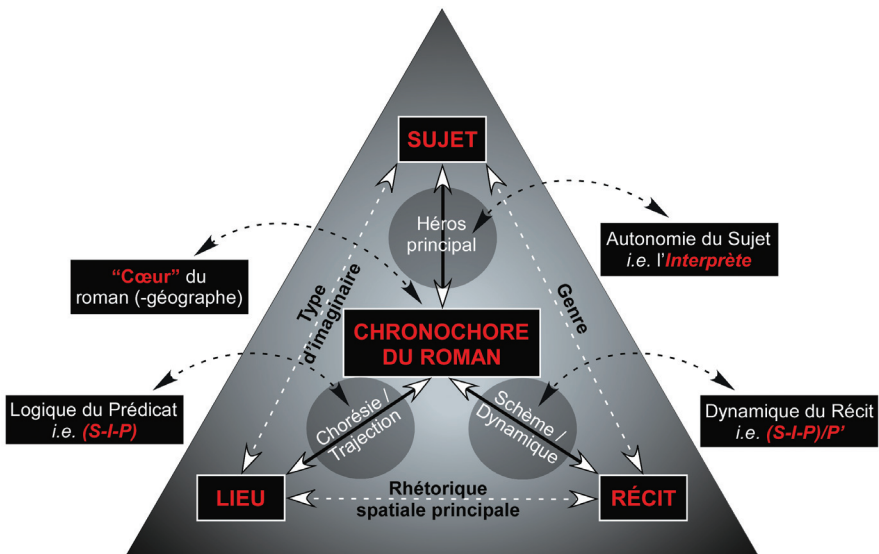 SUJET
Héros
principal
Autonomie du Sujet
i.e. l'Interprète
“Cœur” du
roman (-géographe)
Type
d'imaginaire
Genre
CHRONOCHORE
DU ROMAN
Logique du Prédicat
i.e. (S-I-P)
Chorésie /
Trajection
Schème /
Dynamique
Dynamique du Récit
i.e. (S-I-P)/P'
LIEU
Rhétorique
spatiale principale
RÉCIT